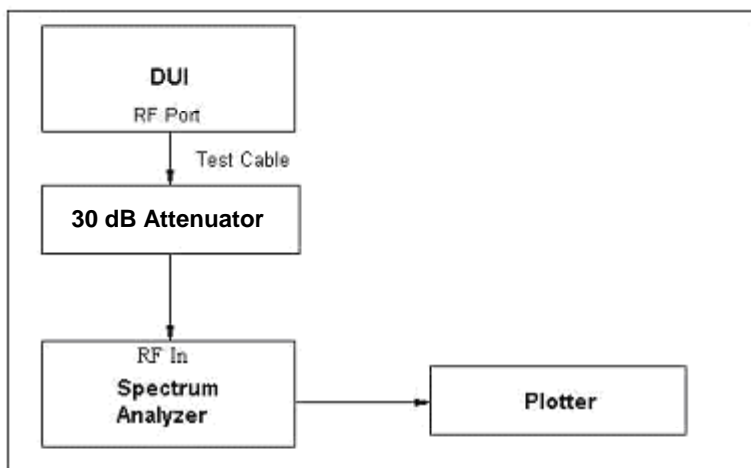 DUI
RF Port
Test Cable
30 dB Attenuator
RF In
Spectrum
Analyzer
Plotter